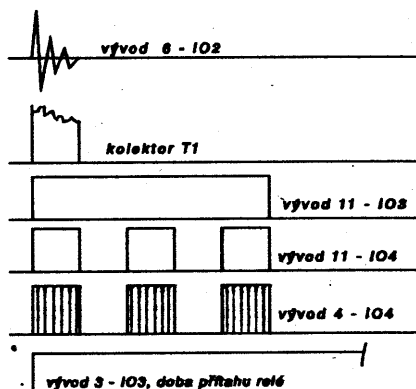 vývod 6 - IO2
kolektor T1
vývod 11 - IO3
vývod 11 - IO4
vývod 4 - IO4
vývod 3 - IO3, doba přítahu relé